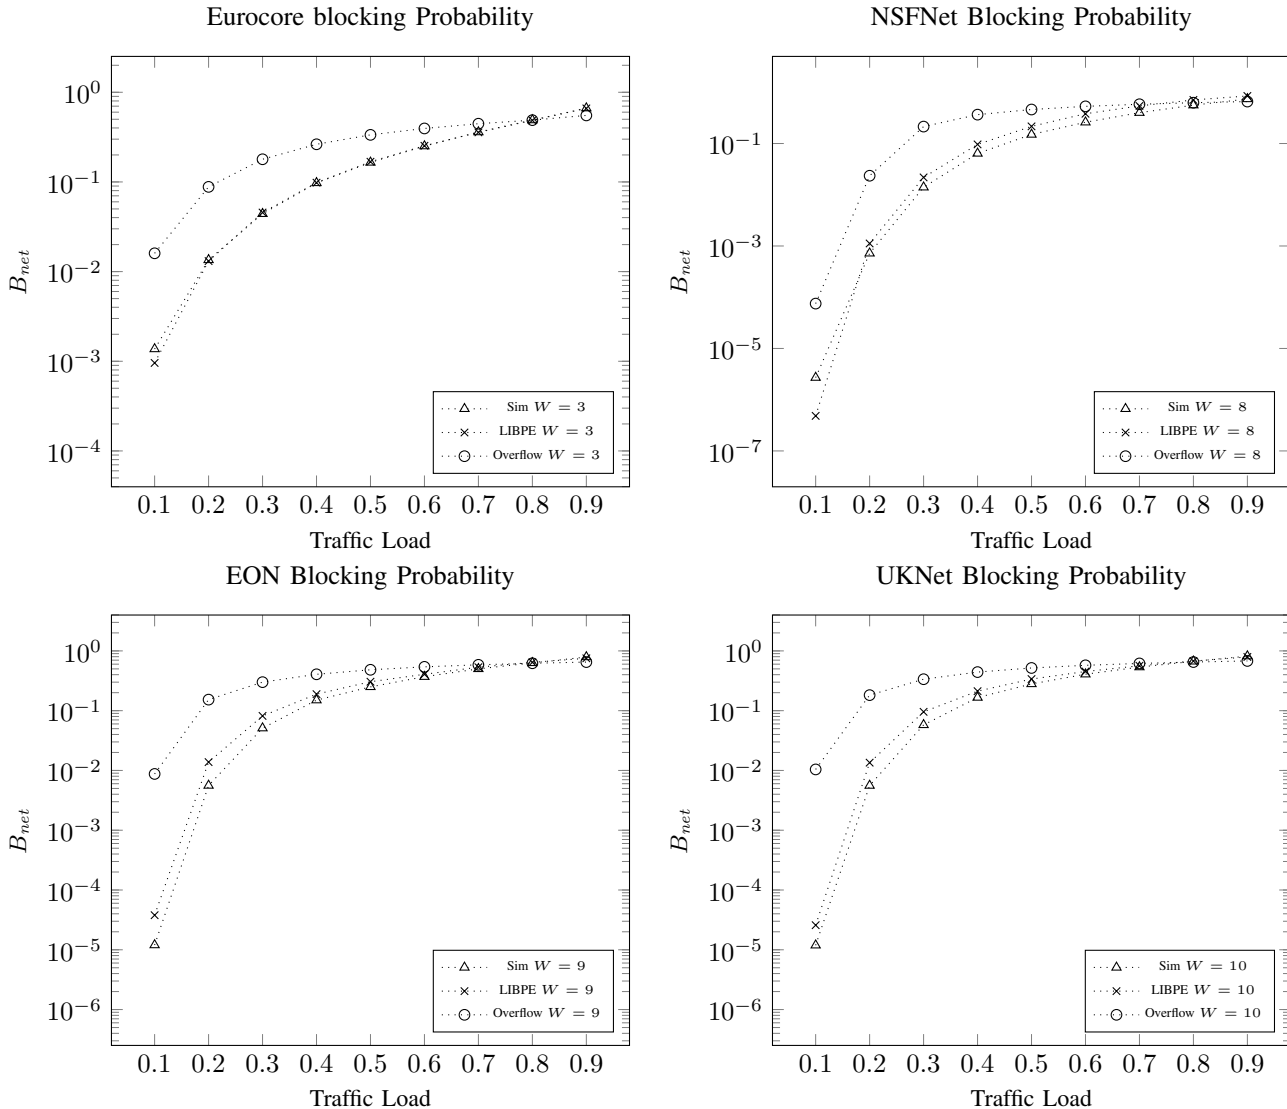 Eurocore blocking Probability
10^0
10^{-1}
10^{-2}
10^{-3}
10^{-4}
B_{net}
Sim W = 3
LIBPE W = 3
Overflow W = 3
0.1 0.2 0.3 0.4 0.5 0.6 0.7 0.8 0.9
Traffic Load
NSFNet Blocking Probability
10^{-1}
10^{-3}
10^{-5}
10^{-7}
B_{net}
Sim W = 8
LIBPE W = 8
Overflow W = 8
0.1 0.2 0.3 0.4 0.5 0.6 0.7 0.8 0.9
Traffic Load
EON Blocking Probability
10^0
10^{-1}
10^{-2}
10^{-3}
10^{-4}
10^{-5}
10^{-6}
B_{net}
Sim W = 9
LIBPE W = 9
Overflow W = 9
0.1 0.2 0.3 0.4 0.5 0.6 0.7 0.8 0.9
Traffic Load
UKNet Blocking Probability
10^0
10^{-1}
10^{-2}
10^{-3}
10^{-4}
10^{-5}
10^{-6}
B_{net}
Sim W = 10
LIBPE W = 10
Overflow W = 10
0.1 0.2 0.3 0.4 0.5 0.6 0.7 0.8 0.9
Traffic Load